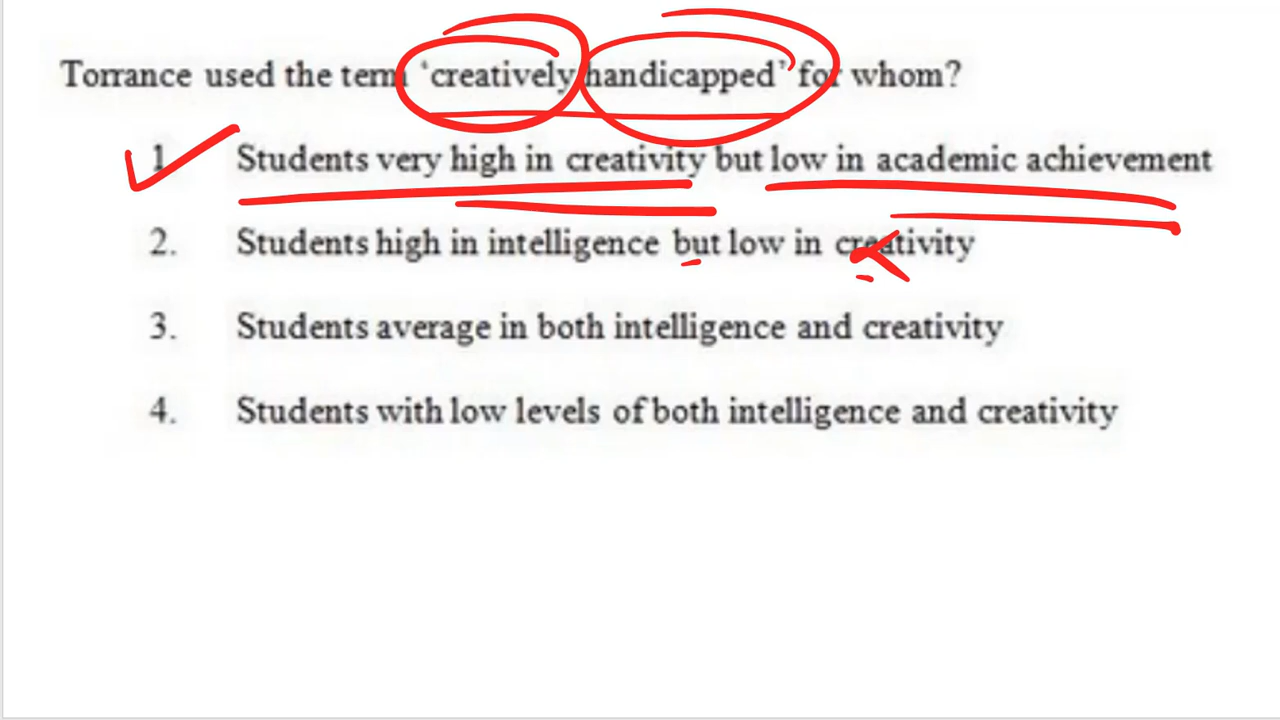 Torrance used the term 'creatively handicapped' for whom?
1. Students very high in creativity but low in academic achievement
2. Students high in intelligence but low in creativity
3. Students average in both intelligence and creativity
4. Students with low levels of both intelligence and creativity